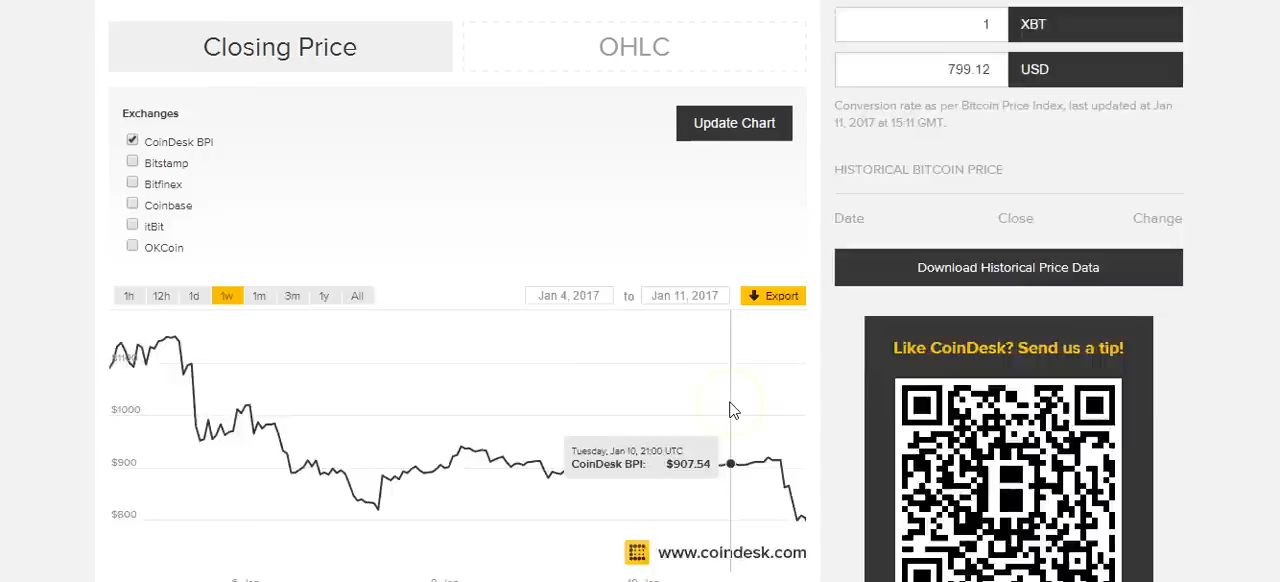 Closing Price
OHLC
Exchanges
Update Chart
CoinDesk BPI
Bitstamp
Bitfinex
Coinbase
itBit
OKCoin
1h 12h 1d 1w 1m 3m 1y All
Jan 4, 2017 to Jan 11, 2017
Export
$1100
$1000
$900
$800
Tuesday, Jan 10, 21:00 UTC
CoinDesk BPI: $907.54
www.coindesk.com
1 XBT
799.12 USD
Conversion rate as per Bitcoin Price Index, last updated at Jan
11, 2017 at 15:11 GMT.
HISTORICAL BITCOIN PRICE
Date Close Change
Download Historical Price Data
Like CoinDesk? Send us a tip!